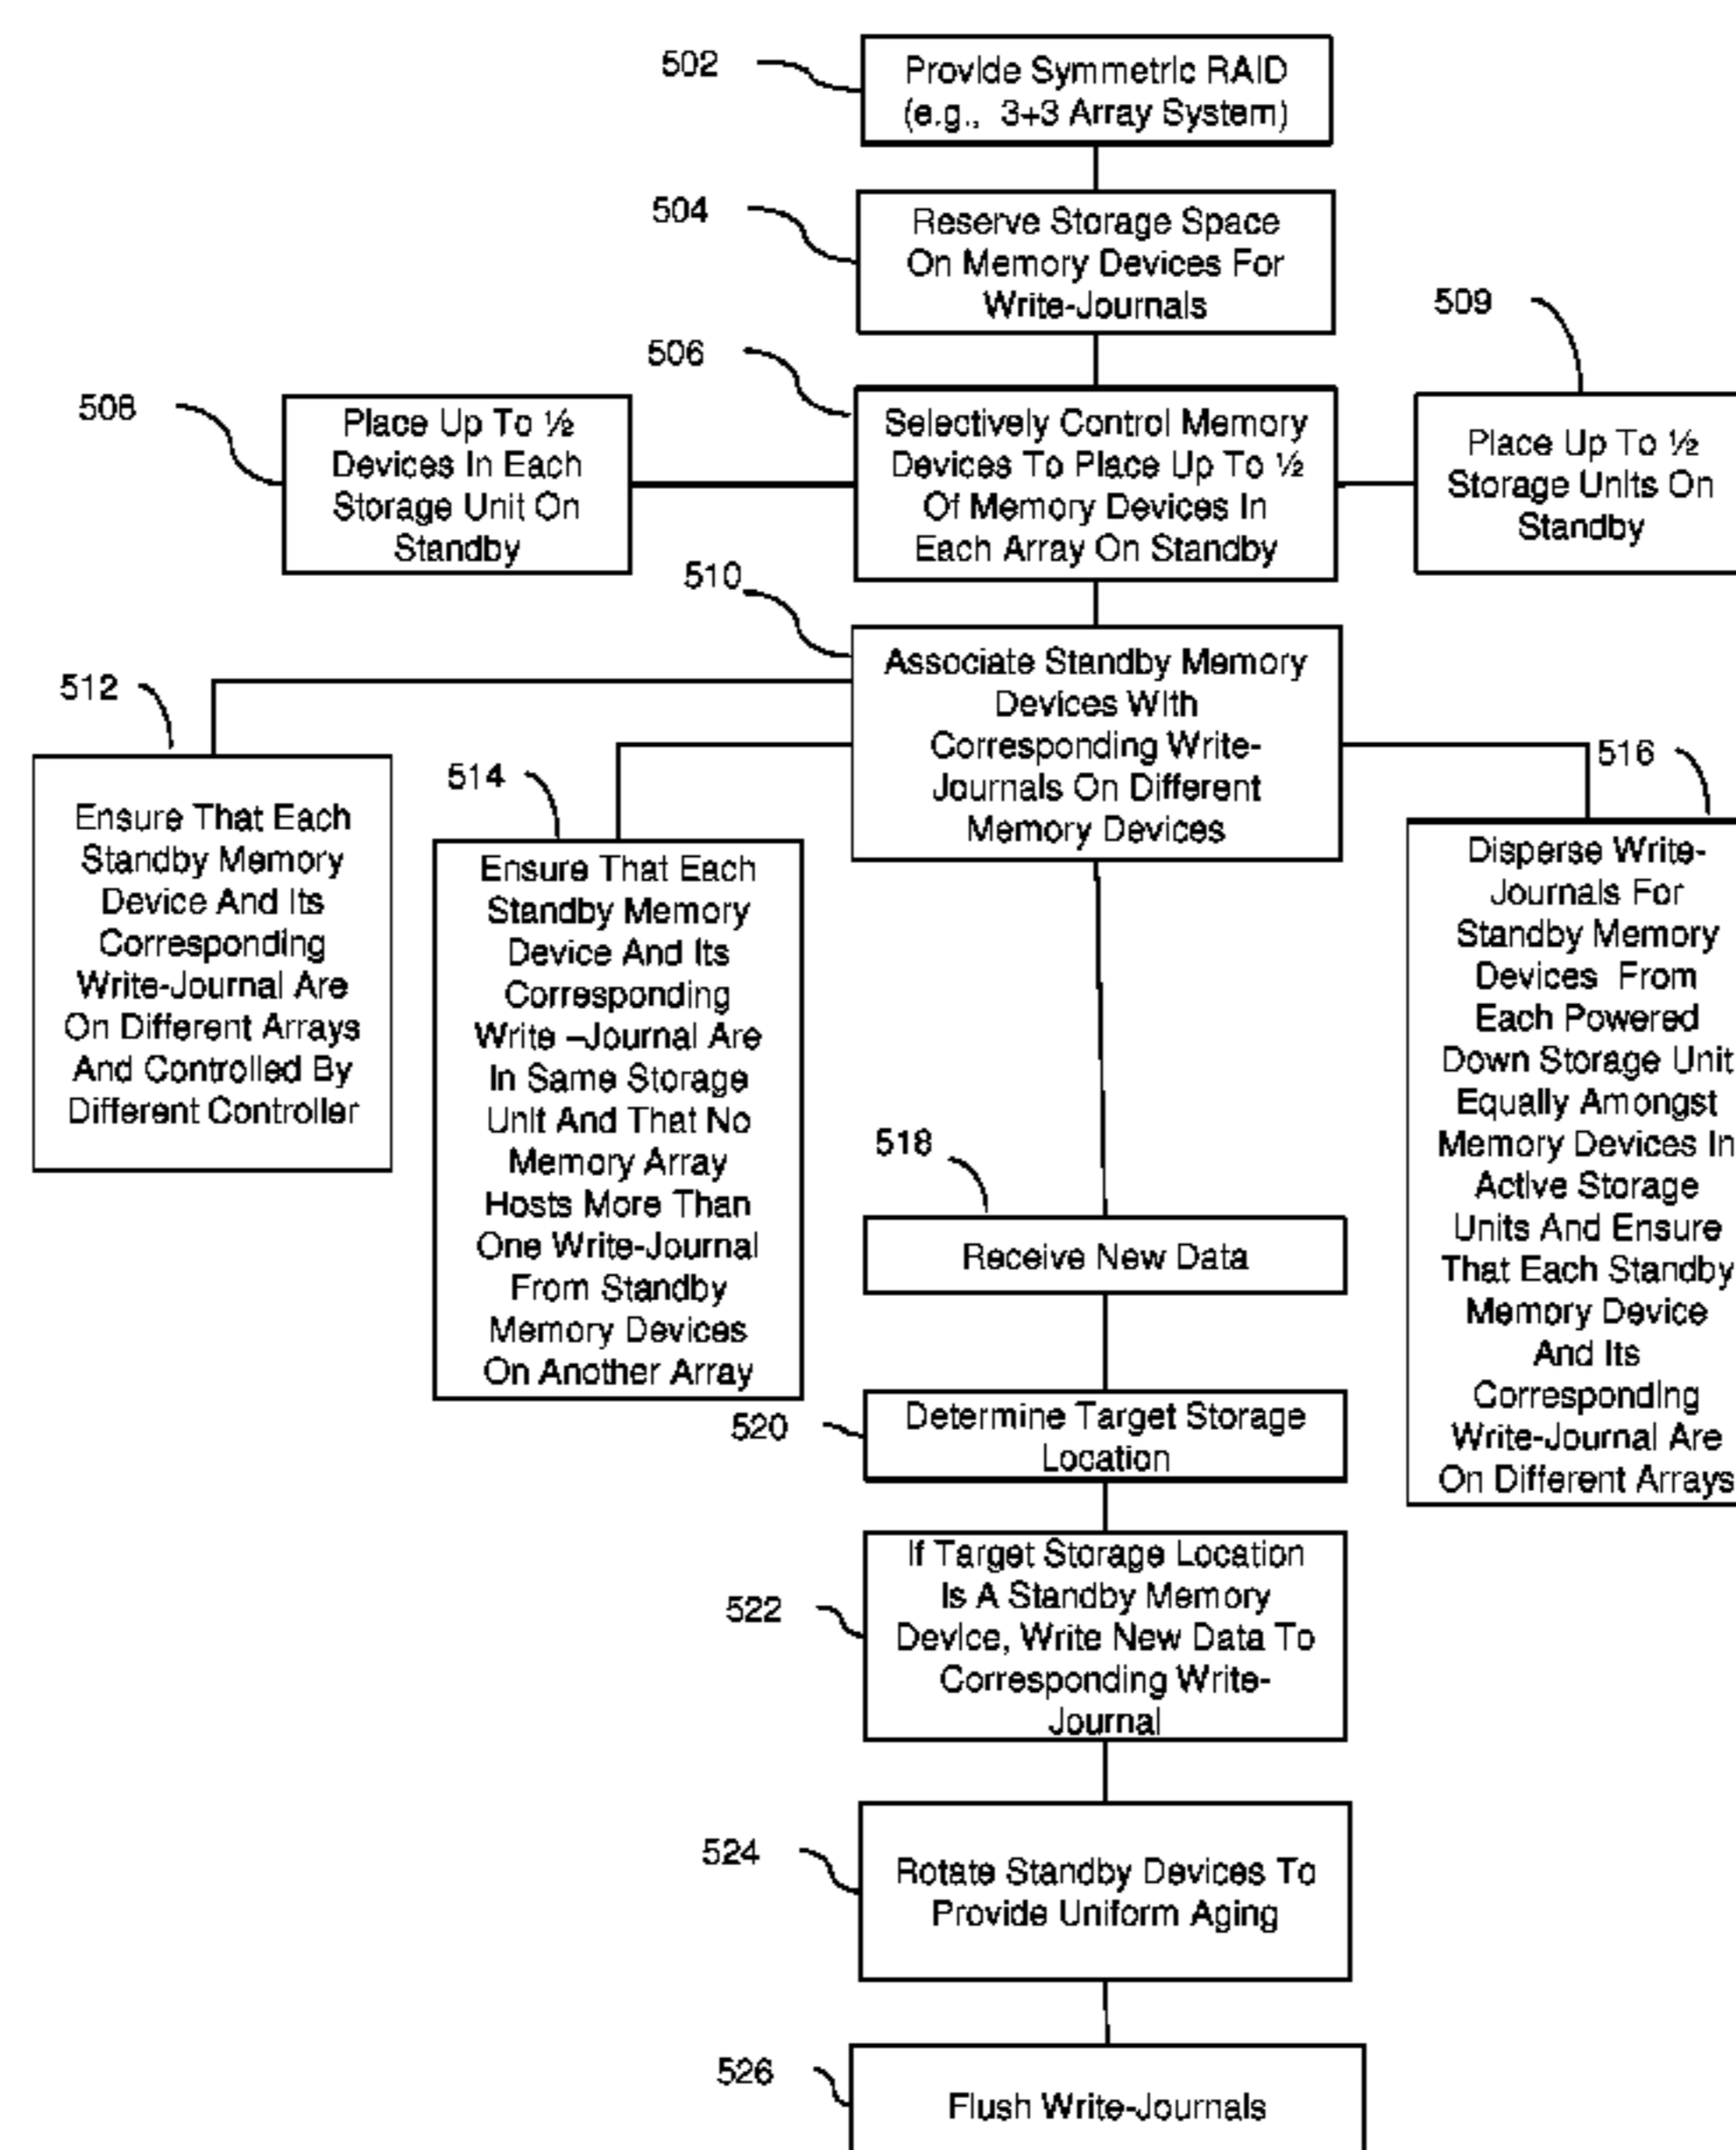 502
Provide Symmetric RAID
(e.g., 3+3 Array System)
504
Reserve Storage Space
On Memory Devices For
Write-Journals
506
Selectively Control Memory
Devices To Place Up To ½
Of Memory Devices In
Each Array On Standby
508
Place Up To ½
Devices In Each
Storage Unit On
Standby
509
Place Up To ½
Storage Units On
Standby
510
Associate Standby Memory
Devices With
Corresponding Write-
Journals On Different
Memory Devices
512
Ensure That Each
Standby Memory
Device And Its
Corresponding
Write-Journal Are
On Different Arrays
And Controlled By
Different Controller
514
Ensure That Each
Standby Memory
Device And Its
Corresponding
Write –Journal Are
In Same Storage
Unit And That No
Memory Array
Hosts More Than
One Write-Journal
From Standby
Memory Devices
On Another Array
516
Disperse Write-
Journals For
Standby Memory
Devices From
Each Powered
Down Storage Unit
Equally Amongst
Memory Devices In
Active Storage
Units And Ensure
That Each Standby
Memory Device
And Its
Corresponding
Write-Journal Are
On Different Arrays
518
Receive New Data
520
Determine Target Storage
Location
522
If Target Storage Location
Is A Standby Memory
Device, Write New Data To
Corresponding Write-
Journal
524
Rotate Standby Devices To
Provide Uniform Aging
526
Flush Write-Journals